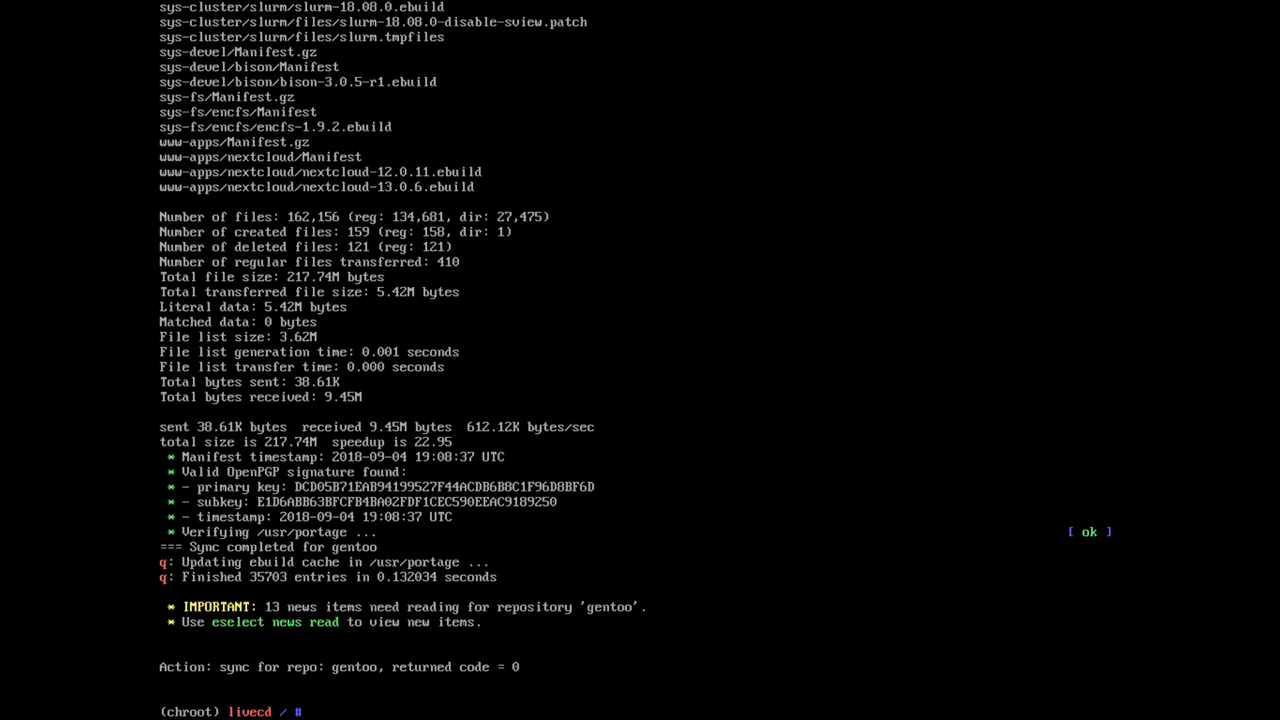 sys-cluster/slurm/slurm-18.08.0.ebuild
sys-cluster/slurm/files/slurm-18.08.0-disable-sview.patch
sys-cluster/slurm/files/slurm.tmpfiles
sys-devel/Manifest.gz
sys-devel/bison/Manifest
sys-devel/bison/bison-3.0.5-r1.ebuild
sys-fs/Manifest.gz
sys-fs/encfs/Manifest
sys-fs/encfs/encfs-1.9.2.ebuild
www-apps/Manifest.gz
www-apps/nextcloud/Manifest
www-apps/nextcloud/nextcloud-12.0.11.ebuild
www-apps/nextcloud/nextcloud-13.0.6.ebuild
Number of files: 162,156 (reg: 134,681, dir: 27,475)
Number of created files: 159 (reg: 158, dir: 1)
Number of deleted files: 121 (reg: 121)
Number of regular files transferred: 410
Total file size: 217.74M bytes
Total transferred file size: 5.42M bytes
Literal data: 5.42M bytes
Matched data: 0 bytes
File list size: 3.62M
File list generation time: 0.001 seconds
File list transfer time: 0.000 seconds
Total bytes sent: 38.61K
Total bytes received: 9.45M
sent 38.61K bytes  received 9.45M bytes  612.12K bytes/sec
total size is 217.74M  speedup is 22.95
* Manifest timestamp: 2018-09-04 19:08:37 UTC
* Valid OpenPGP signature found:
* - primary key: DCD05B71EAB94199527F44ACDB6B8C1F96D8BF6D
* - subkey: E1D6ABB63BFCFB4BA02FDF1CEC590EEAC9189250
* - timestamp: 2018-09-04 19:08:37 UTC
* Verifying /usr/portage ... [ ok ]
=== Sync completed for gentoo
q: Updating ebuild cache in /usr/portage ...
q: Finished 35703 entries in 0.132034 seconds
* IMPORTANT: 13 news items need reading for repository 'gentoo'.
* Use eselect news read to view new items.
Action: sync for repo: gentoo, returned code = 0
(chroot) livecd / #